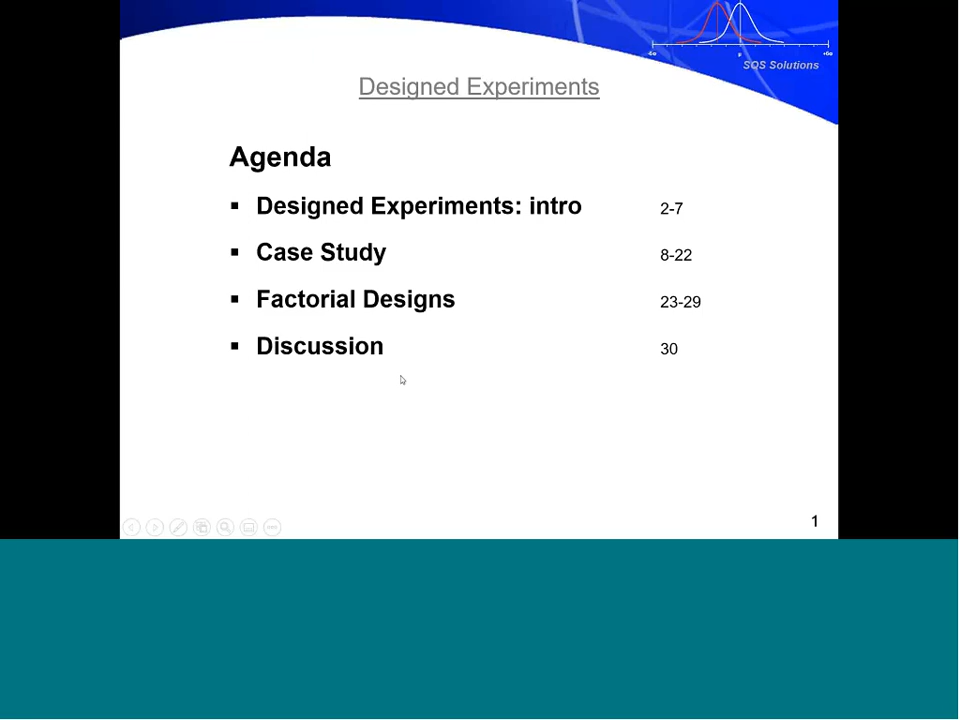 SQS Solutions
Designed Experiments
Agenda
▪ Designed Experiments: intro 2-7
▪ Case Study 8-22
▪ Factorial Designs 23-29
▪ Discussion 30
1